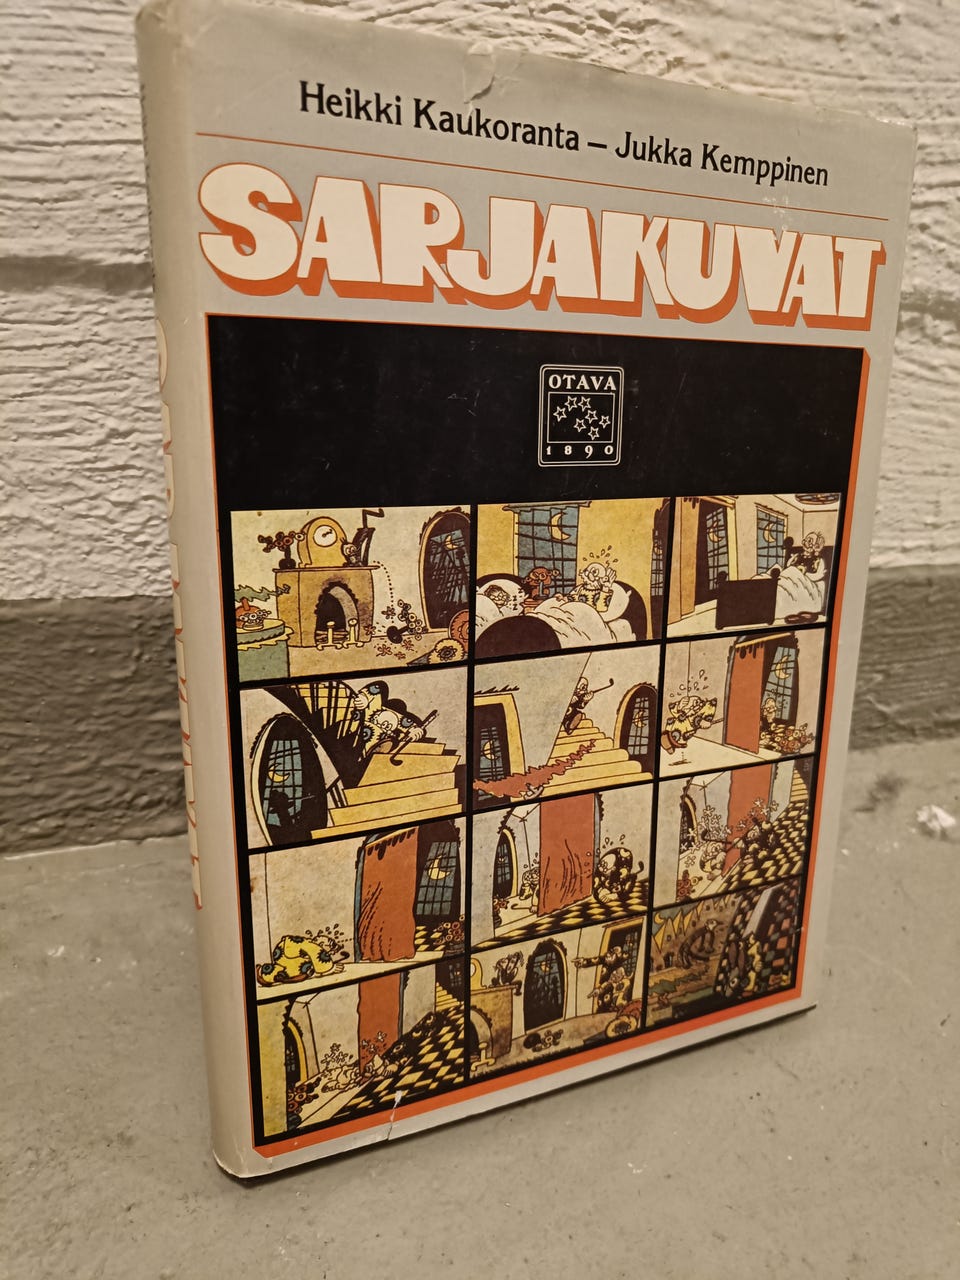 Heikki Kaukoranta – Jukka Kemppinen
SARJAKUVAT
OTAVA
1890